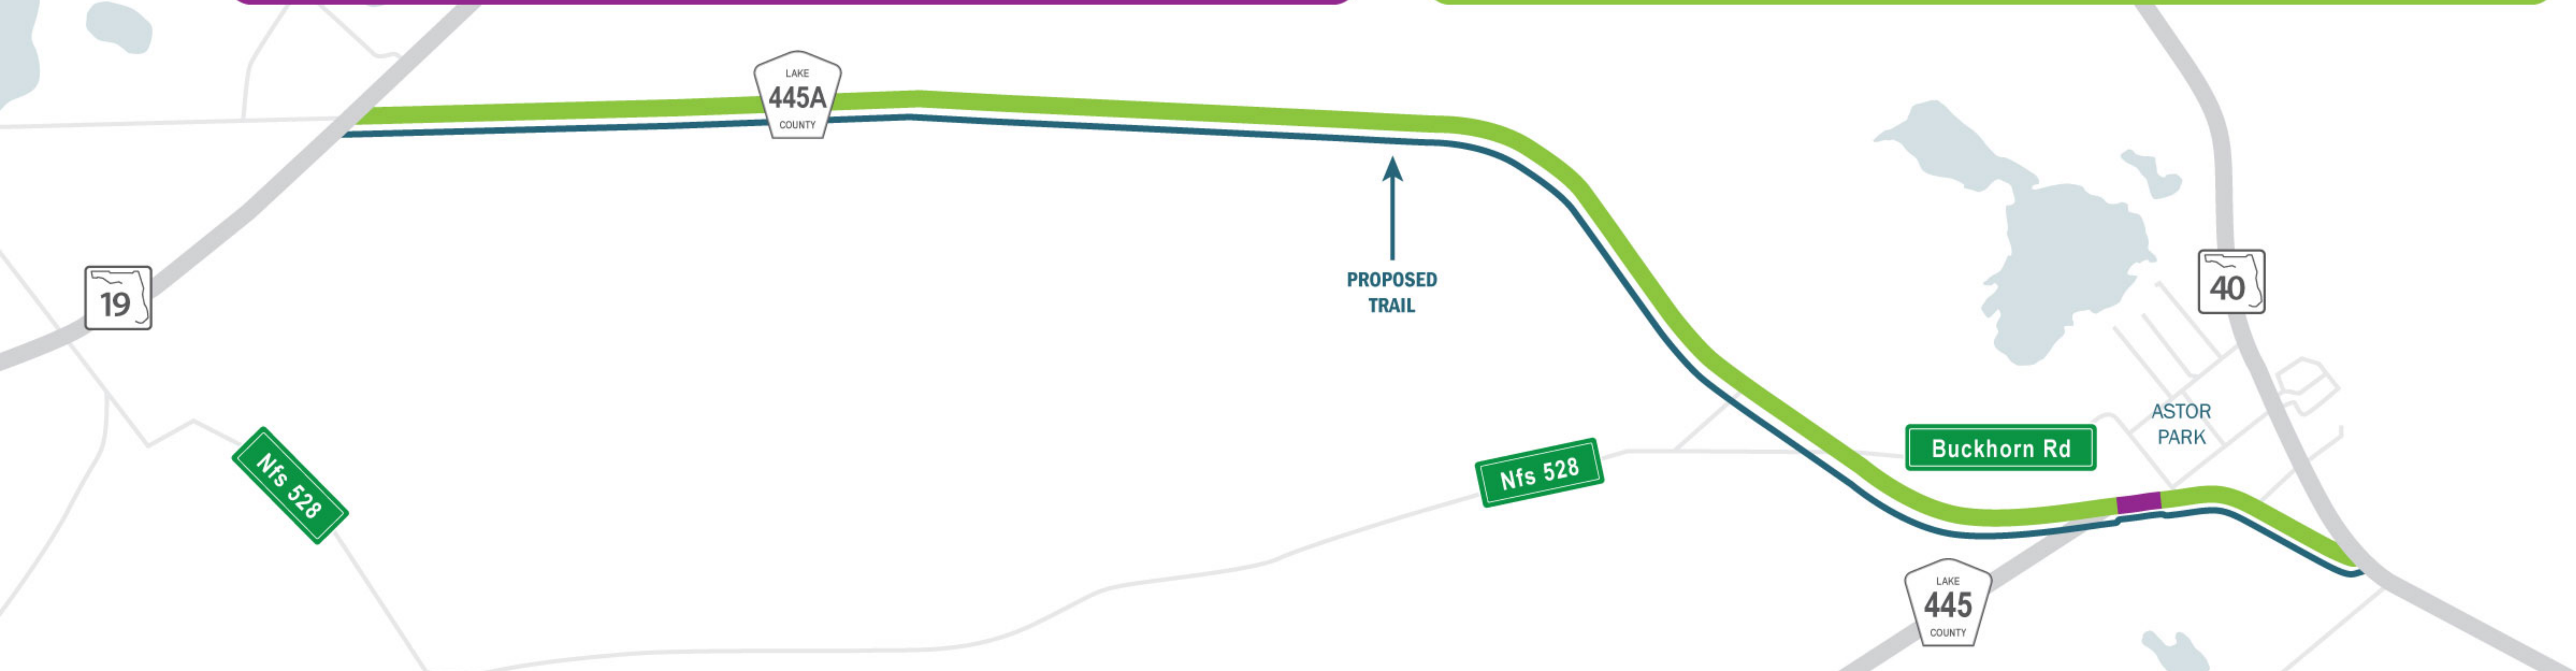 LAKE
445A
COUNTY
19
PROPOSED
TRAIL
40
ASTOR
PARK
Buckhorn Rd
Nfs 528
Nfs 528
LAKE
445
COUNTY